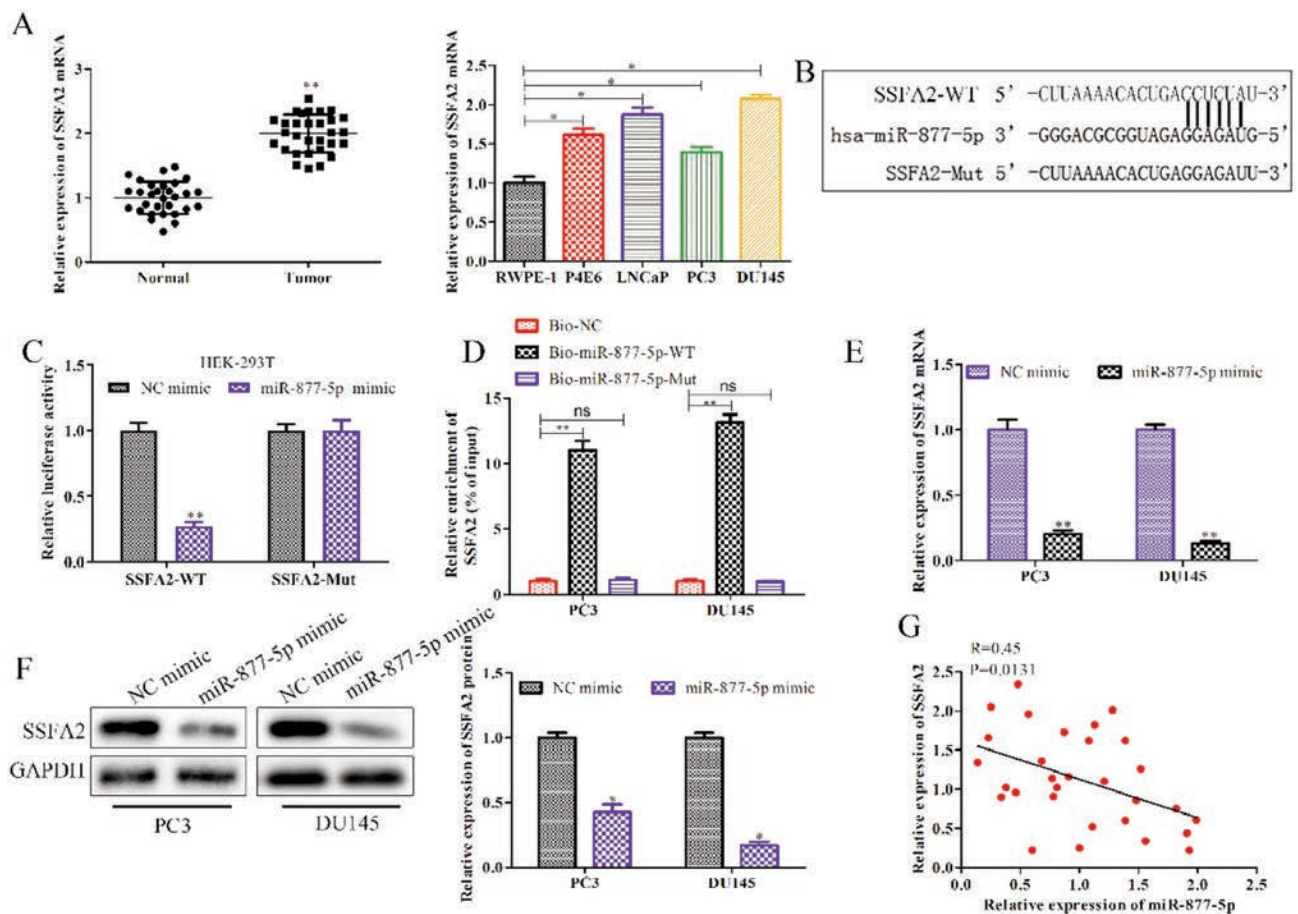 A
Relative expression of SSFA2 mRNA
3
2
1
0
**
Normal
Tumor
Relative expression of SSFA2 mRNA
2.5
2.0
1.5
1.0
0.5
0.0
*
*
*
*
RWPE-1
P4E6
LNCaP
PC3
DU145
B
SSFA2-WT 5' -CUUAAAACACUGACCUCUAU-3'
hsa-miR-877-5p 3' -GGGACGCGGUAGAGGAGAUG-5'
SSFA2-Mut 5' -CUUAAAACACUGAGGAGAUU-3'
C
HEK-293T
NC mimic
miR-877-5p mimic
Relative luciferase activity
1.5
1.0
0.5
0.0
**
SSFA2-WT
SSFA2-Mut
D
Bio-NC
Bio-miR-877-5p-WT
Bio-miR-877-5p-Mut
Relative enrichment of
SSFA2 (% of input)
15
10
5
0
ns
**
ns
**
PC3
DU145
E
NC mimic
miR-877-5p mimic
Relative expression of SSFA2 mRNA
1.5
1.0
0.5
0.0
**
**
PC3
DU145
F
NC mimic
miR-877-5p mimic
NC mimic
miR-877-5p mimic
SSFA2
GAPDH
PC3
DU145
Relative expression of SSFA2 protein
NC mimic
miR-877-5p mimic
1.5
1.0
0.5
0.0
*
*
PC3
DU145
G
R=0.45
P=0.0131
Relative expression of SSFA2
2.5
2.0
1.5
1.0
0.5
0.0
0.0
0.5
1.0
1.5
2.0
2.5
Relative expression of miR-877-5p